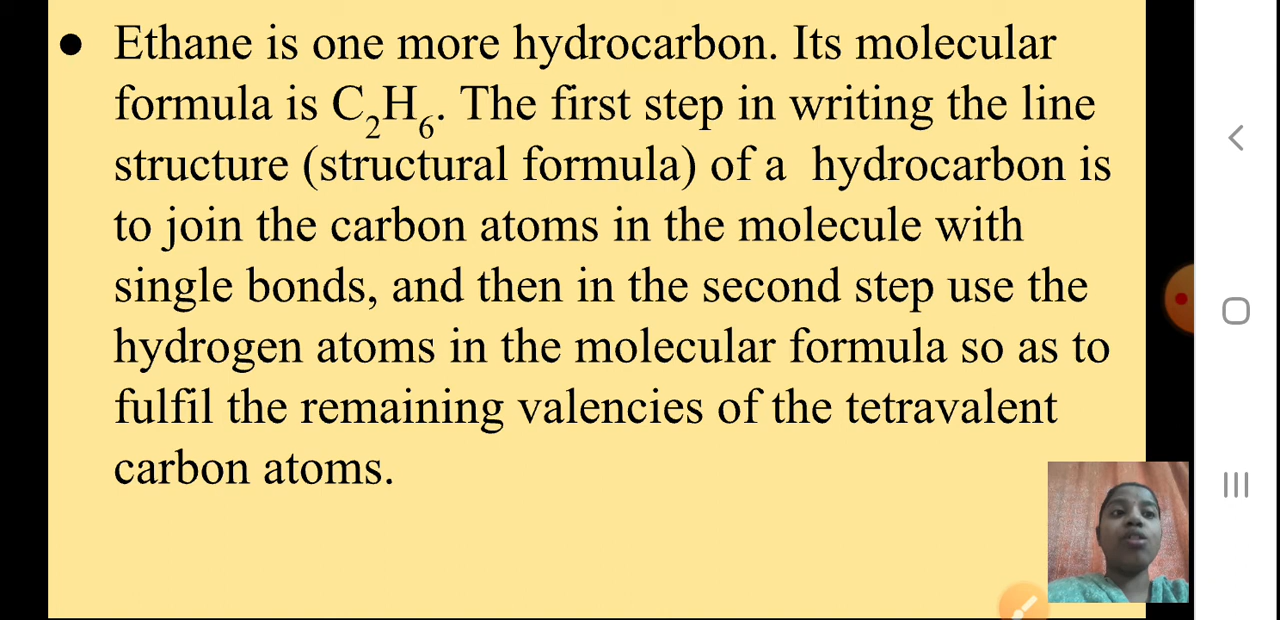 • Ethane is one more hydrocarbon. Its molecular
formula is C₂H₆. The first step in writing the line
structure (structural formula) of a hydrocarbon is
to join the carbon atoms in the molecule with
single bonds, and then in the second step use the
hydrogen atoms in the molecular formula so as to
fulfil the remaining valencies of the tetravalent
carbon atoms.